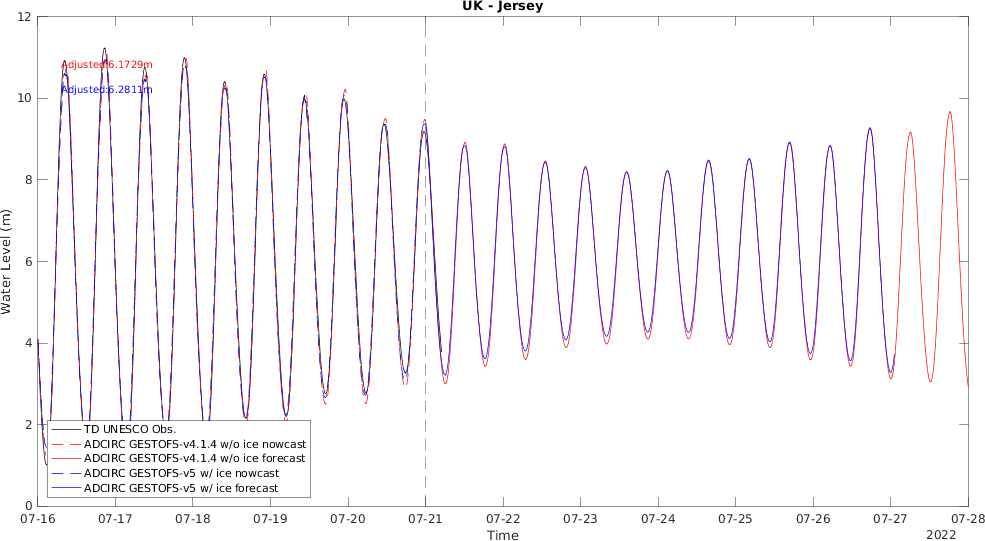 UK - Jersey
12
10
8
6
4
2
0
Water Level (m)
Adjusted:6.1729m
Adjusted:6.2811m
TD UNESCO Obs.
ADCIRC GESTOFS-v4.1.4 w/o ice nowcast
ADCIRC GESTOFS-v4.1.4 w/o ice forecast
ADCIRC GESTOFS-v5 w/ ice nowcast
ADCIRC GESTOFS-v5 w/ ice forecast
07-16 07-17 07-18 07-19 07-20 07-21 07-22 07-23 07-24 07-25 07-26 07-27 07-28
Time
2022